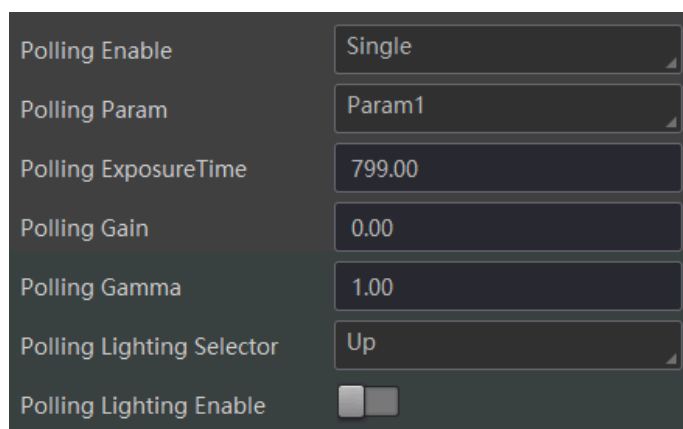 Polling Enable Single
Polling Param Param1
Polling ExposureTime 799.00
Polling Gain 0.00
Polling Gamma 1.00
Polling Lighting Selector Up
Polling Lighting Enable